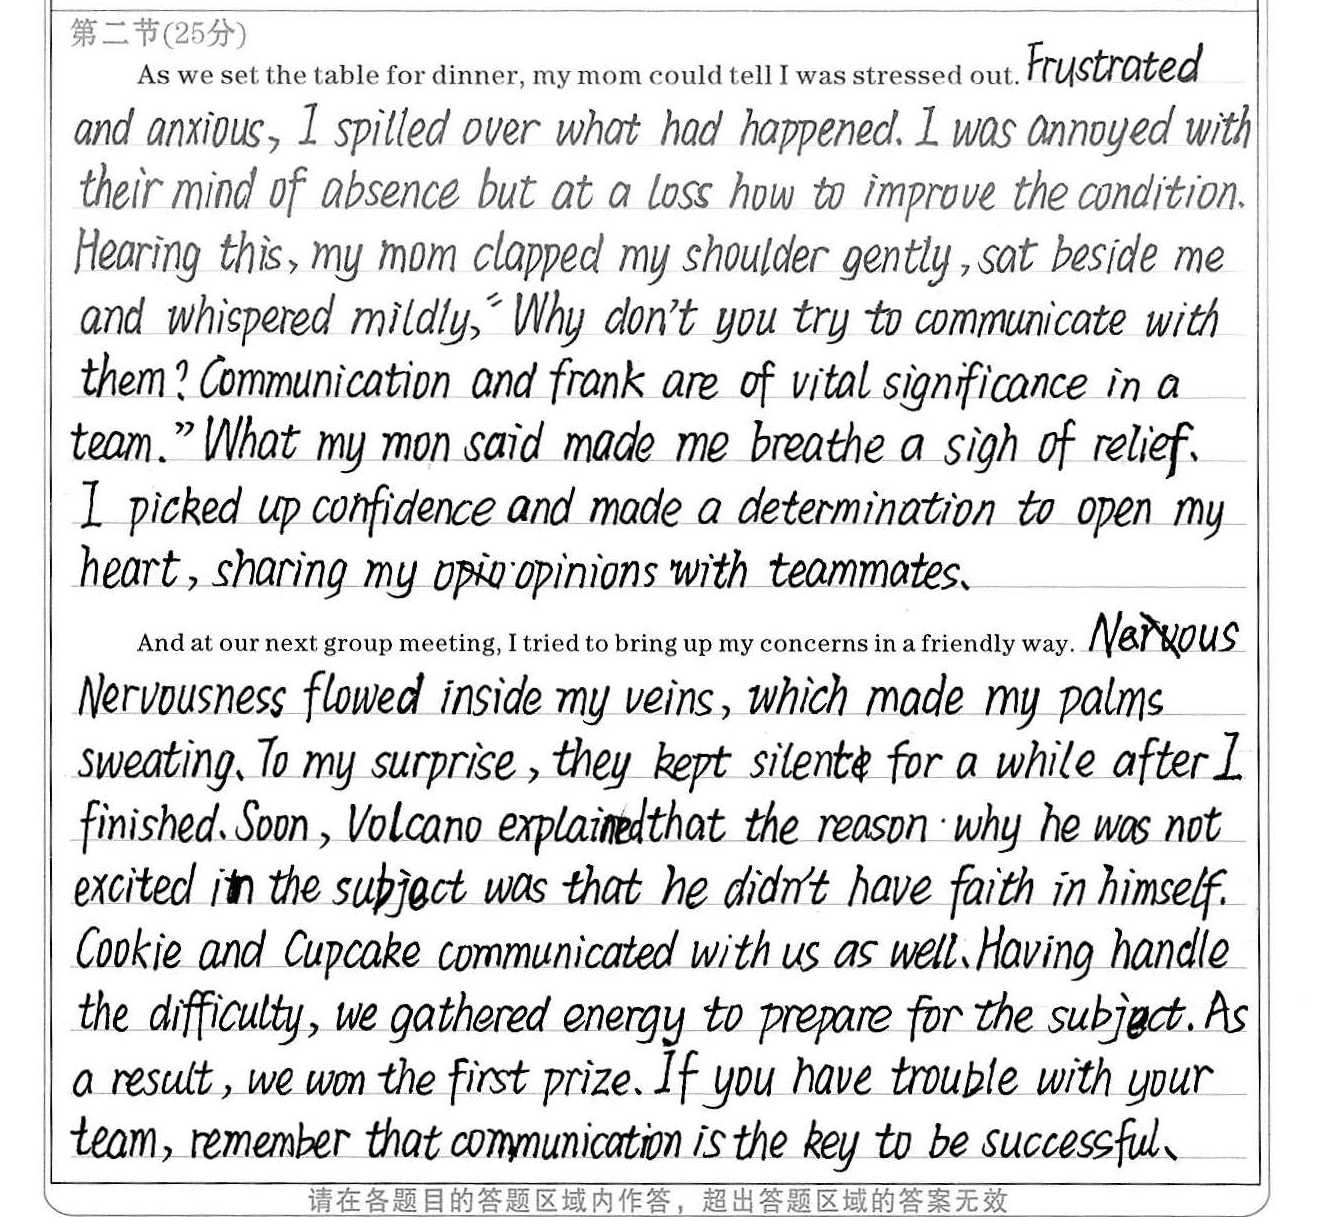 第二节(25分)
As we set the table for dinner, my mom could tell I was stressed out. Frustrated
and anxious, I spilled over what had happened. I was annoyed with
their mind of absence but at a loss how to improve the condition.
Hearing this, my mom clapped my shoulder gently, sat beside me
and whispered mildly, “Why don't you try to communicate with
them? Communication and frank are of vital significance in a
team.” What my mon said made me breathe a sigh of relief.
I picked up confidence and made a determination to open my
heart, sharing my opinions with teammates.
And at our next group meeting, I tried to bring up my concerns in a friendly way.
Nervousness flowed inside my veins, which made my palms
sweating. To my surprise, they kept silent for a while after I
finished. Soon, Volcano explained that the reason why he was not
excited in the subject was that he didn't have faith in himself.
Cookie and Cupcake communicated with us as well. Having handle
the difficulty, we gathered energy to prepare for the subject. As
a result, we won the first prize. If you have trouble with your
team, remember that communication is the key to be successful.
请在各题目的答题区域内作答，超出答题区域的答案无效